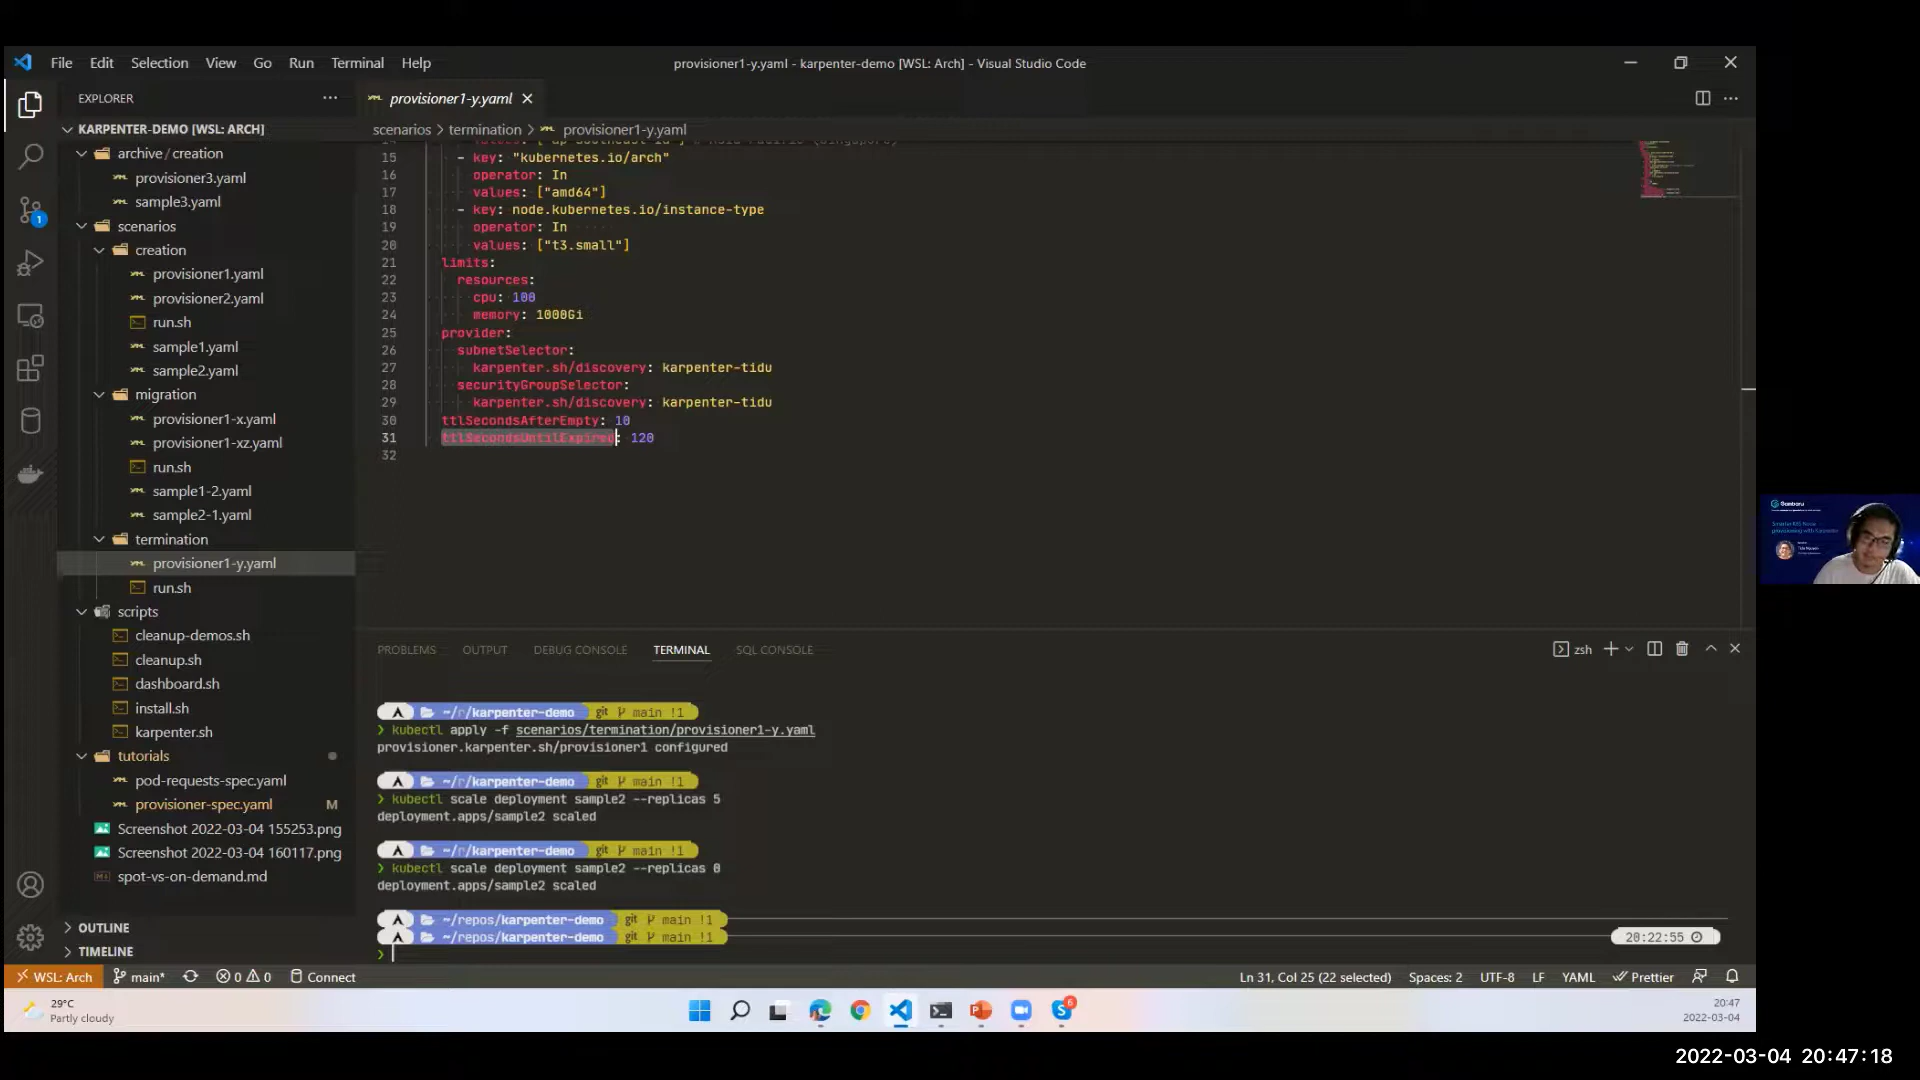 File Edit Selection View Go Run Terminal Help
provisioner1-y.yaml - karpenter-demo [WSL: Arch] - Visual Studio Code
EXPLORER
KARPENTER-DEMO [WSL: ARCH]
archive / creation
provisioner3.yaml
sample3.yaml
scenarios
creation
provisioner1.yaml
provisioner2.yaml
run.sh
sample1.yaml
sample2.yaml
migration
provisioner1-x.yaml
provisioner1-xz.yaml
run.sh
sample1-2.yaml
sample2-1.yaml
termination
provisioner1-y.yaml
run.sh
scripts
cleanup-demos.sh
cleanup.sh
dashboard.sh
install.sh
karpenter.sh
tutorials
pod-requests-spec.yaml
provisioner-spec.yaml M
Screenshot 2022-03-04 155253.png
Screenshot 2022-03-04 160117.png
spot-vs-on-demand.md
OUTLINE
TIMELINE
provisioner1-y.yaml
scenarios > termination > provisioner1-y.yaml
15 - key: "kubernetes.io/arch"
16 operator: In
17 values: ["amd64"]
18 - key: node.kubernetes.io/instance-type
19 operator: In
20 values: ["t3.small"]
21 limits:
22 resources:
23 cpu: 100
24 memory: 1000Gi
25 provider:
26 subnetSelector:
27 karpenter.sh/discovery: karpenter-tidu
28 securityGroupSelector:
29 karpenter.sh/discovery: karpenter-tidu
30 ttlSecondsAfterEmpty: 10
31 ttlSecondsUntilExpired: 120
32
PROBLEMS OUTPUT DEBUG CONSOLE TERMINAL SQL CONSOLE
zsh
~/r/karpenter-demo git main !1
❯ kubectl apply -f scenarios/termination/provisioner1-y.yaml
provisioner.karpenter.sh/provisioner1 configured
~/r/karpenter-demo git main !1
❯ kubectl scale deployment sample2 --replicas 5
deployment.apps/sample2 scaled
~/r/karpenter-demo git main !1
❯ kubectl scale deployment sample2 --replicas 0
deployment.apps/sample2 scaled
~/repos/karpenter-demo git main !1
~/repos/karpenter-demo git main !1
20:22:55
❯
WSL: Arch main* 0 0 Connect
Ln 31, Col 25 (22 selected) Spaces: 2 UTF-8 LF YAML Prettier
29°C
Partly cloudy
6
20:47
2022-03-04
1
2022-03-04 20:47:18